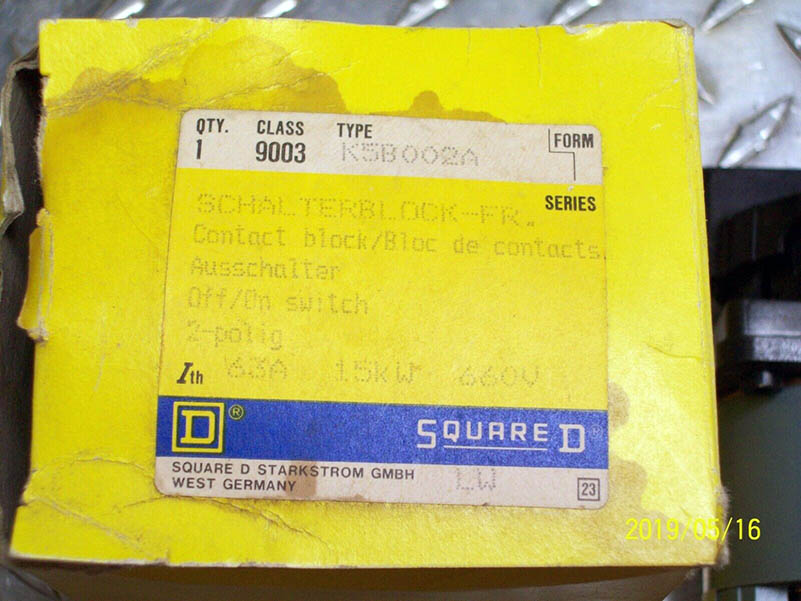 QTY. CLASS TYPE FORM
1 9003 K5B002A
SERIES
SCHALTERBLOCK-FR.
Contact block/Bloc de contacts.
Ausschalter
Off/On switch
2-polig
Ith 63A 15kW 660V
D ® SQUARE D
SQUARE D STARKSTROM GMBH
WEST GERMANY LW 23
2019/05/16